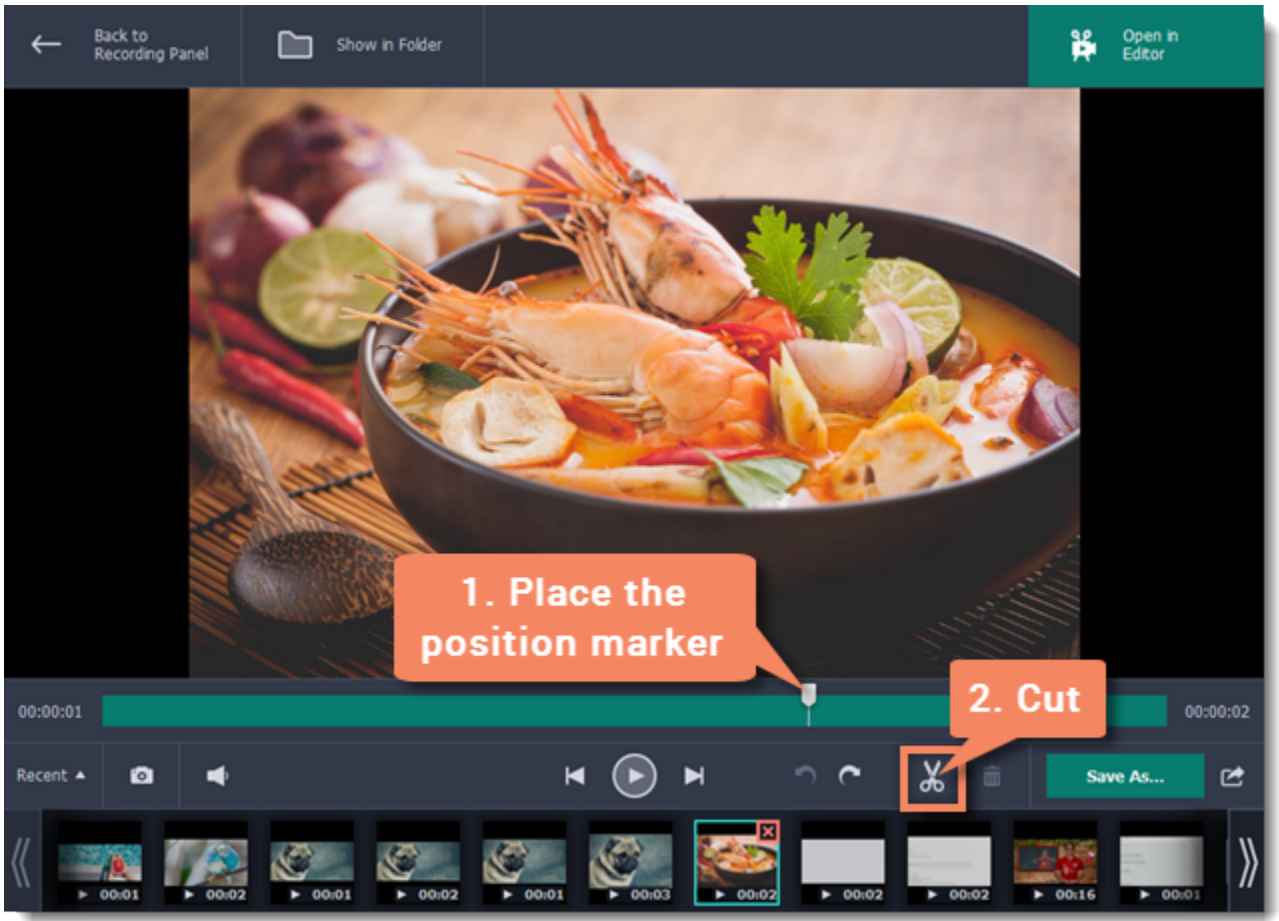 Back to
Recording Panel
Show in Folder
Open in
Editor
1. Place the
position marker
00:00:01
00:00:02
2. Cut
Recent
Save As...
00:01
00:02
00:01
00:02
00:01
00:03
00:02
00:02
00:02
00:16
00:01